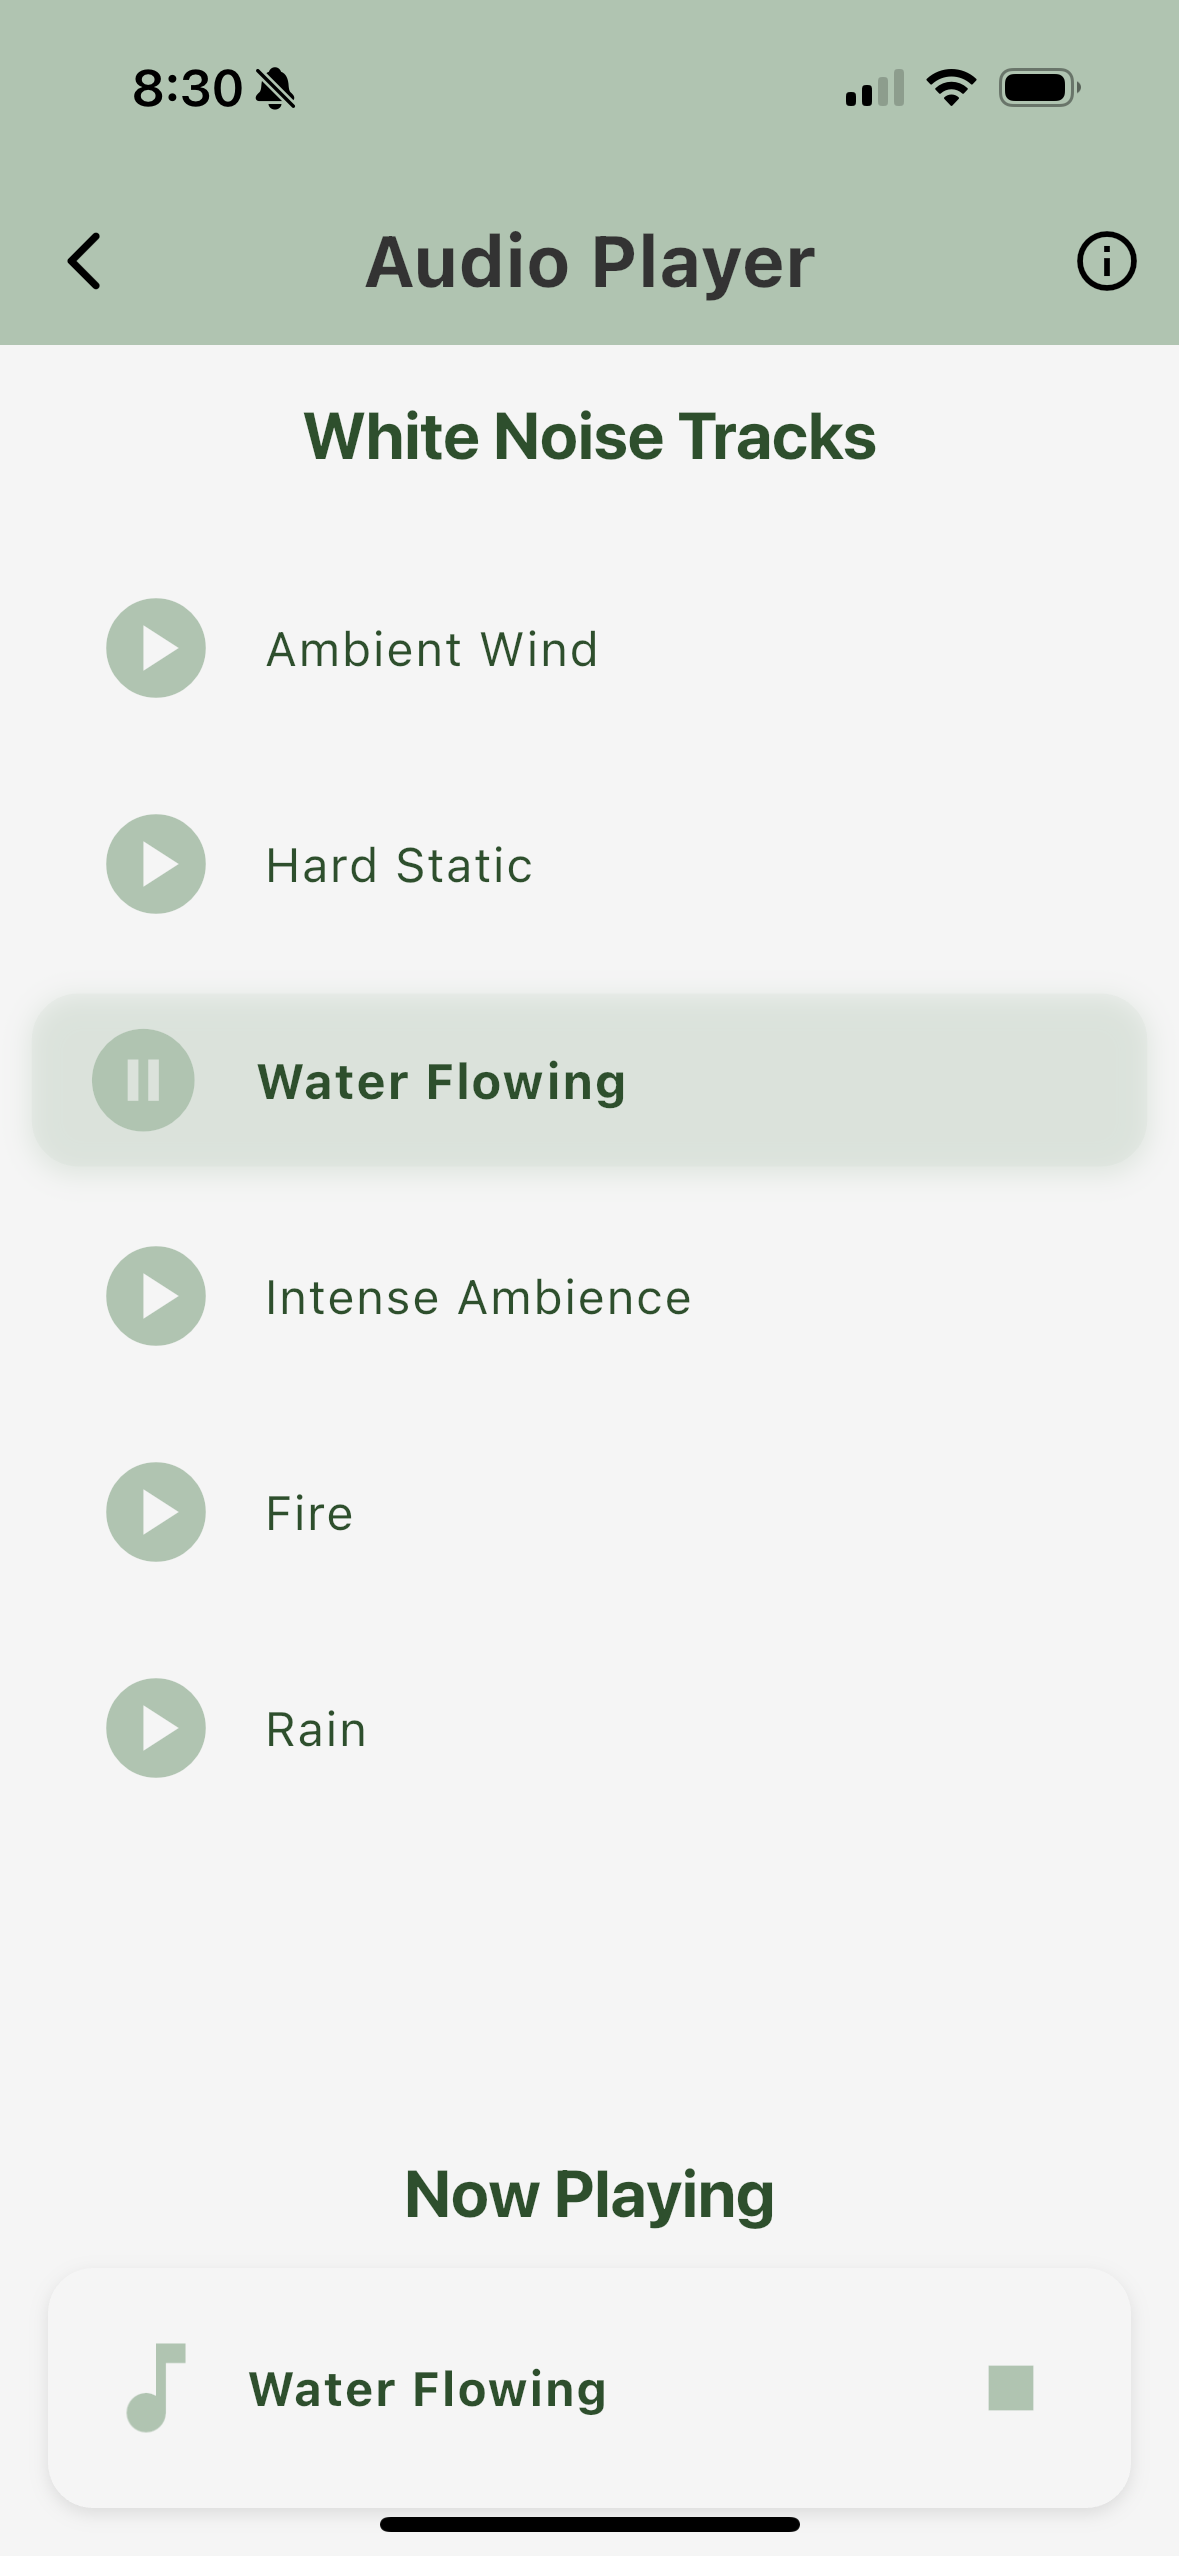 8:30
Audio Player
White Noise Tracks
Ambient Wind
Hard Static
Water Flowing
Intense Ambience
Fire
Rain
Now Playing
Water Flowing